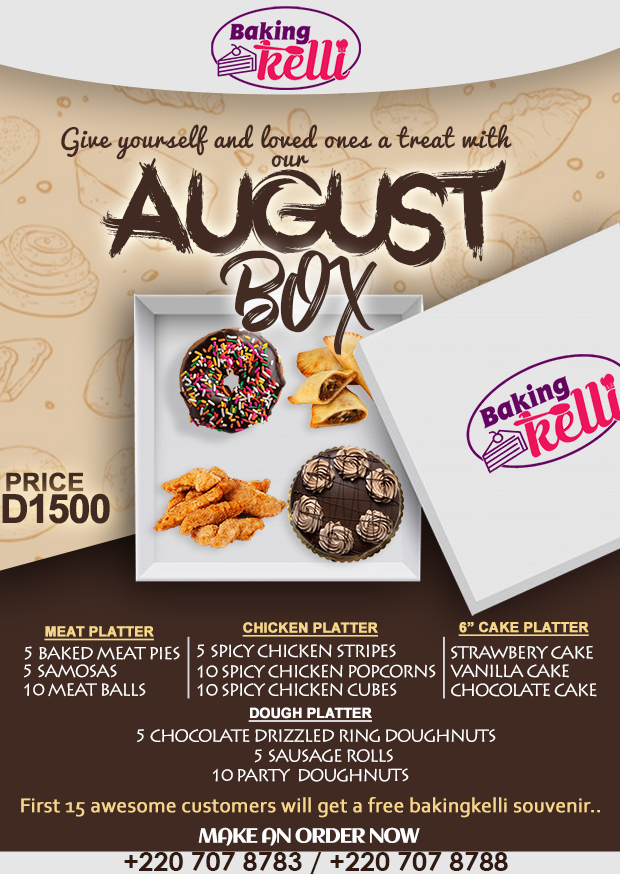 Baking
kelli
Give yourself and loved ones a treat with
our
AUGUST
BOX
Baking
kelli
PRICE
D1500
MEAT PLATTER
5 BAKED MEAT PIES
5 SAMOSAS
10 MEAT BALLS
CHICKEN PLATTER
5 SPICY CHICKEN STRIPES
10 SPICY CHICKEN POPCORNS
10 SPICY CHICKEN CUBES
6” CAKE PLATTER
STRAWBERY CAKE
VANILLA CAKE
CHOCOLATE CAKE
DOUGH PLATTER
5 CHOCOLATE DRIZZLED RING DOUGHNUTS
5 SAUSAGE ROLLS
10 PARTY DOUGHNUTS
First 15 awesome customers will get a free bakingkelli souvenir..
MAKE AN ORDER NOW
+220 707 8783 / +220 707 8788